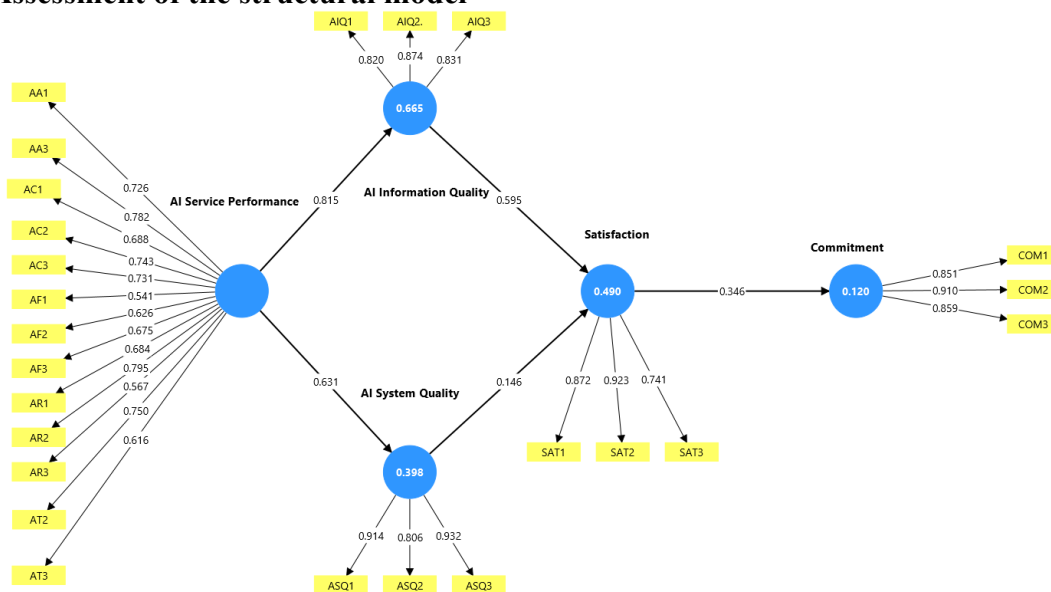 Assessment of the structural model
AIQ1 AIQ2. AIQ3
0.820 0.874 0.831
0.665
AA1
AA3
AC1
AC2
AC3
AF1
AF2
AF3
AR1
AR2
AR3
AT2
AT3
0.726
0.782
0.688
0.743
0.731
0.541
0.626
0.675
0.684
0.795
0.567
0.750
0.616
AI Service Performance
0.815
AI Information Quality
0.595
0.631
AI System Quality
0.146
0.398
0.914 0.806 0.932
ASQ1 ASQ2 ASQ3
Satisfaction
0.490
0.872 0.923 0.741
SAT1 SAT2 SAT3
0.346
Commitment
0.120
0.851
0.910
0.859
COM1
COM2
COM3